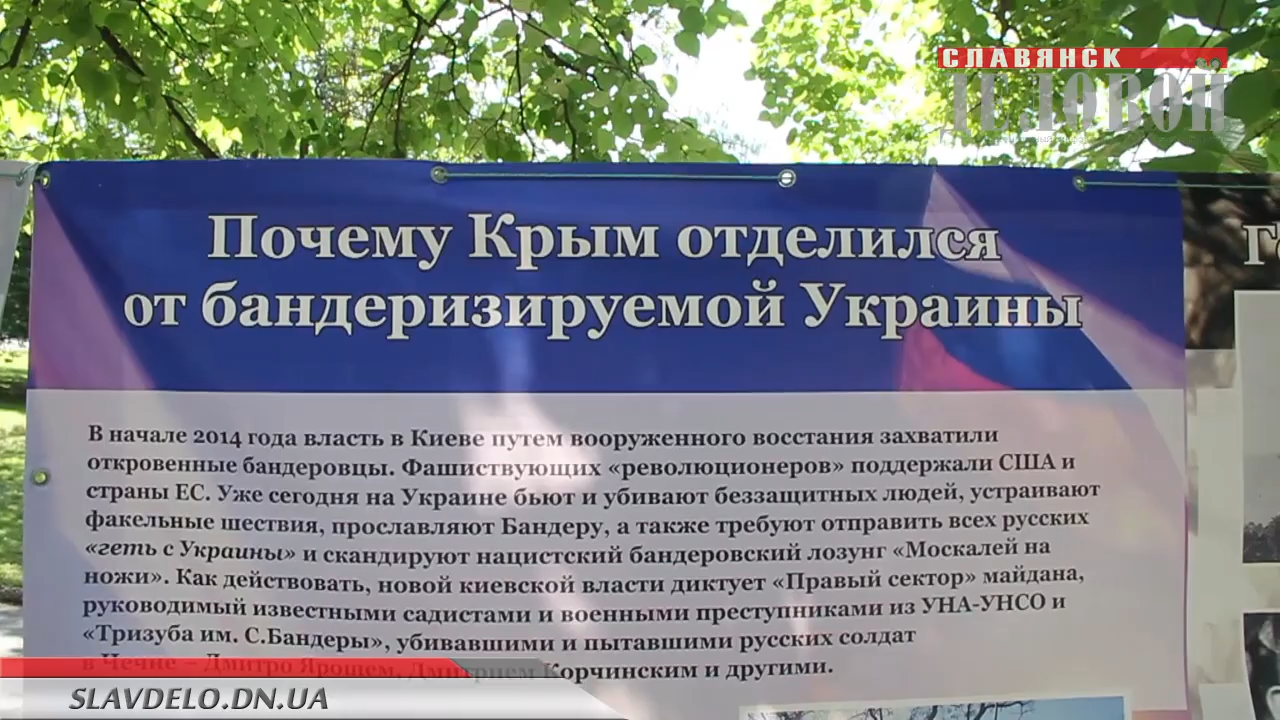 СЛАВЯНСК
ДЕЛОВОЙ
Почему Крым отделился
от бандеризируемой Украины
В начале 2014 года власть в Киеве путем вооруженного восстания захватили
откровенные бандеровцы. Фашиствующих «революционеров» поддержали США и
страны ЕС. Уже сегодня на Украине бьют и убивают беззащитных людей, устраивают
факельные шествия, прославляют Бандеру, а также требуют отправить всех русских
«геть с Украины» и скандируют нацистский бандеровский лозунг «Москалей на
ножи». Как действовать, новой киевской власти диктует «Правый сектор» майдана,
руководимый известными садистами и военными преступниками из УНА-УНСО и
«Тризуба им. С.Бандеры», убивавшими и пытавшими русских солдат
в Чечне – Дмитро Ярошем, Дмитрием Корчинским и другими.
SLAVDELO.DN.UA